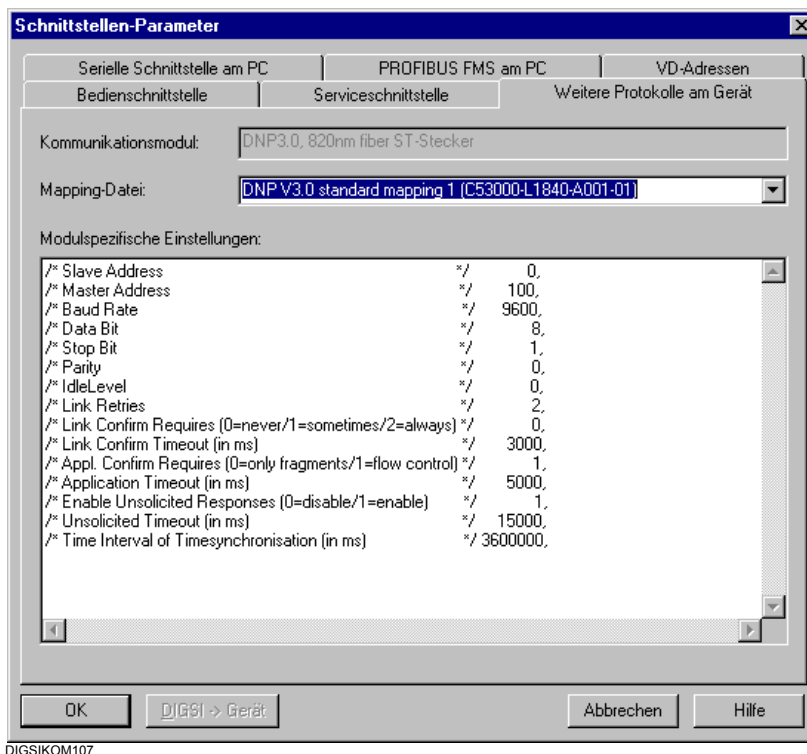 Schnittstellen-Parameter
Serielle Schnittstelle am PC PROFIBUS FMS am PC VD-Adressen
Bedienschnittstelle Serviceschnittstelle Weitere Protokolle am Gerät
Kommunikationsmodul: DNP3.0, 820nm fiber ST-Stecker
Mapping-Datei: DNP V3.0 standard mapping 1 (C53000-L1840-A001-01)
Modulspezifische Einstellungen:
/* Slave Address */ 0,
/* Master Address */ 100,
/* Baud Rate */ 9600,
/* Data Bit */ 8,
/* Stop Bit */ 1,
/* Parity */ 0,
/* IdleLevel */ 0,
/* Link Retries */ 2,
/* Link Confirm Requires (0=never/1=sometimes/2=always) */ 0,
/* Link Confirm Timeout (in ms) */ 3000,
/* Appl. Confirm Requires (0=only fragments/1=flow control) */ 1,
/* Application Timeout (in ms) */ 5000,
/* Enable Unsolicited Responses (0=disable/1=enable) */ 1,
/* Unsolicited Timeout (in ms) */ 15000,
/* Time Interval of Timesynchronisation (in ms) */ 3600000,
OK DIGSI -> Gerät Abbrechen Hilfe
DIGSIKOM107